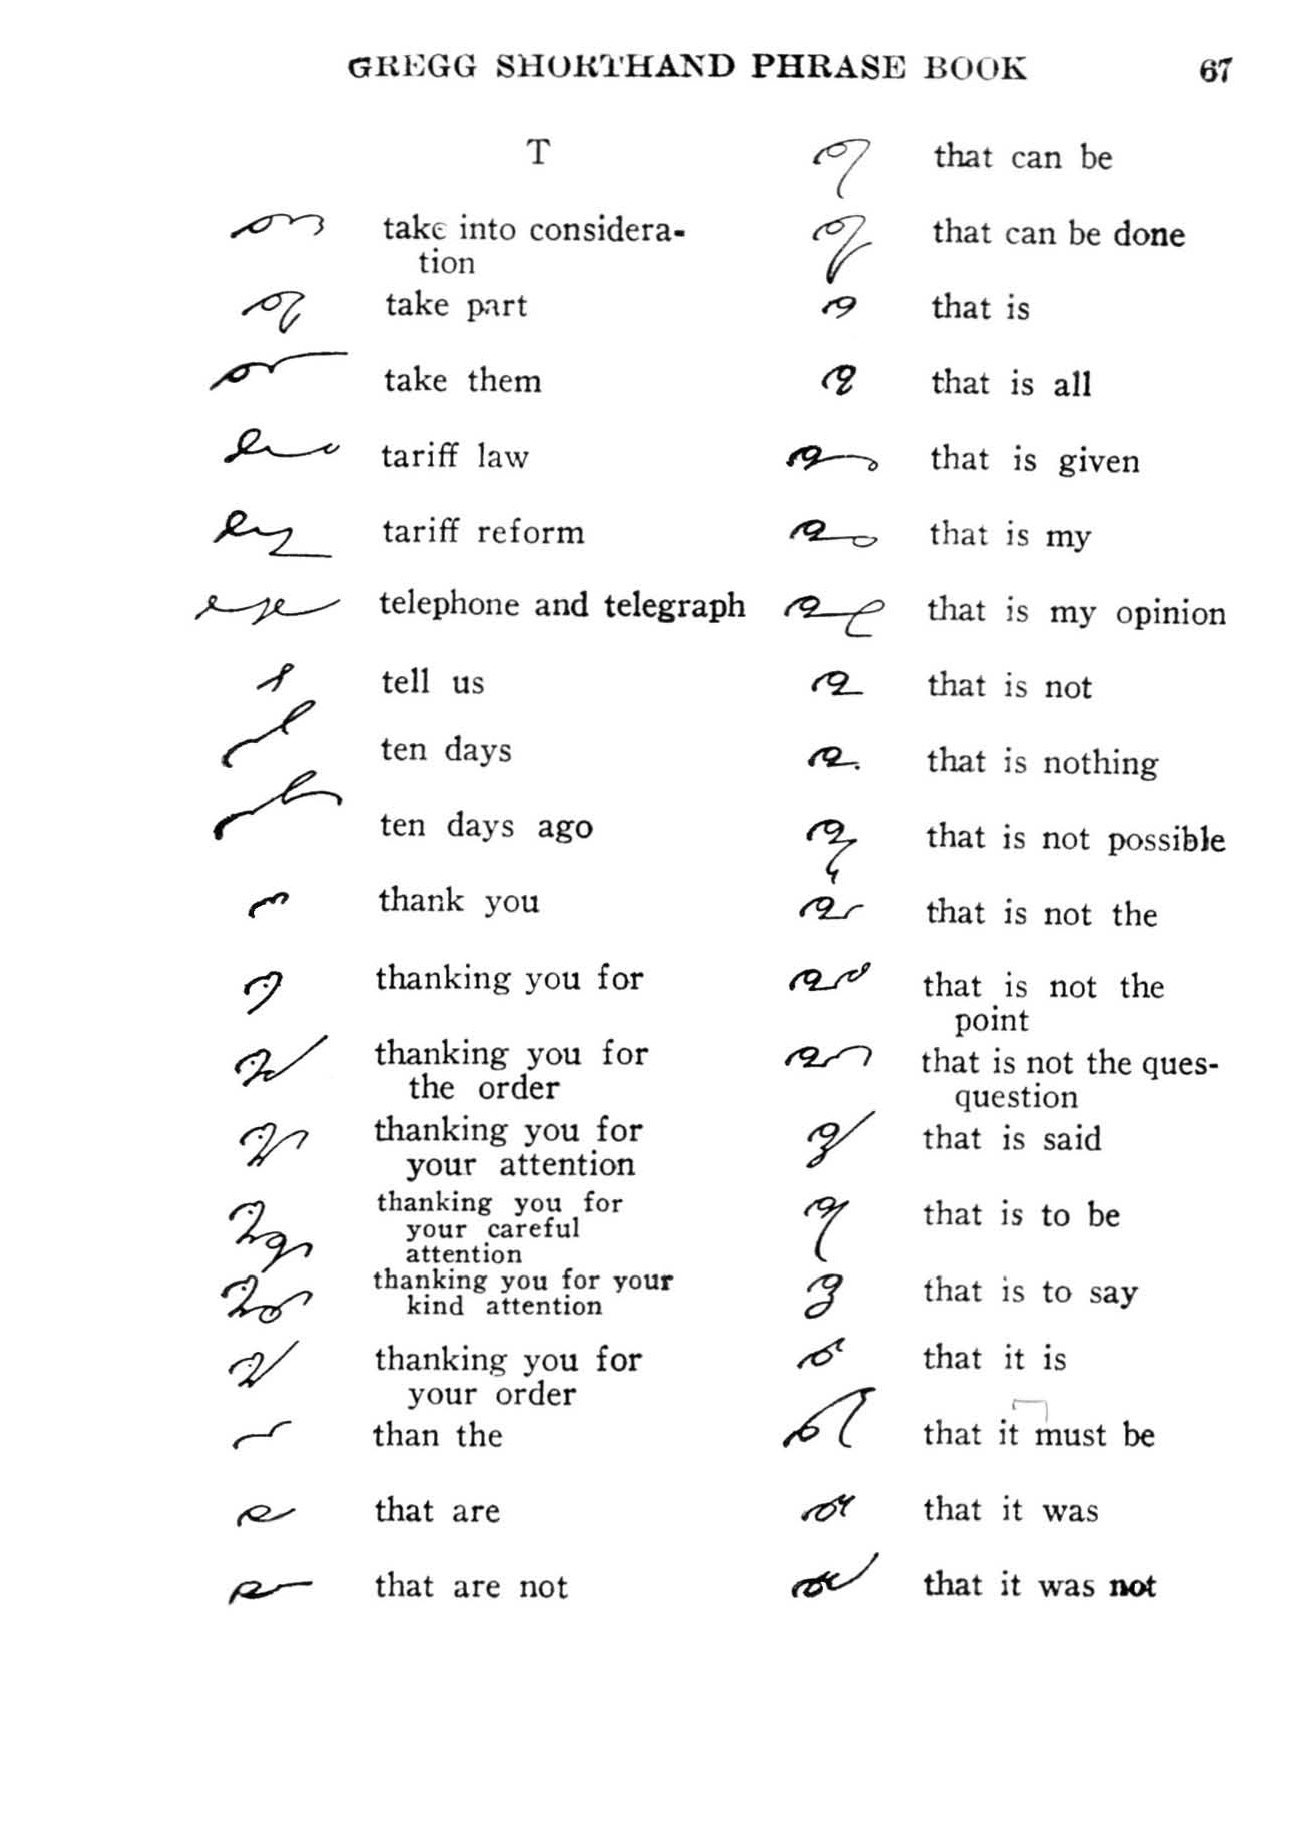 GREGG SHORTHAND PHRASE BOOK 67
T
take into considera-
tion
take part
take them
tariff law
tariff reform
telephone and telegraph
tell us
ten days
ten days ago
thank you
thanking you for
thanking you for
the order
thanking you for
your attention
thanking you for
your careful
attention
thanking you for your
kind attention
thanking you for
your order
than the
that are
that are not
that can be
that can be done
that is
that is all
that is given
that is my
that is my opinion
that is not
that is nothing
that is not possible
that is not the
that is not the
point
that is not the ques-
question
that is said
that is to be
that is to say
that it is
that it must be
that it was
that it was not